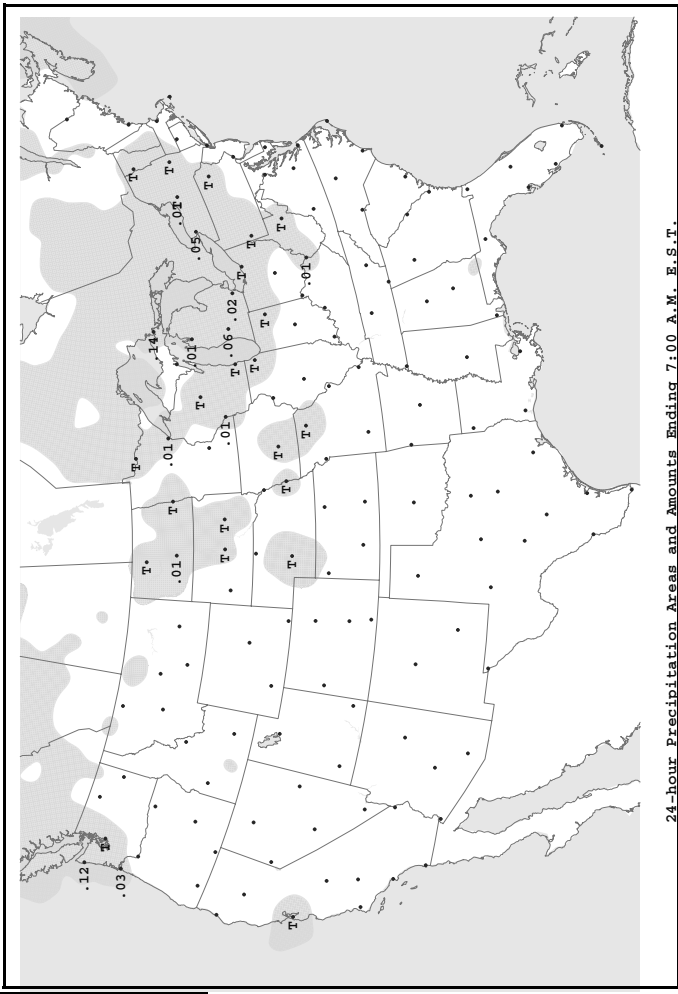 .12
T
.03
T
T
T
.14
.01
T
T
.01
.01
.01
.05
T
T
T
T
.01
.06
.02
T
T
T
T
T
T
T
T
T
T
T
.01
24-hour Precipitation Areas and Amounts Ending 7:00 A.M. E.S.T.